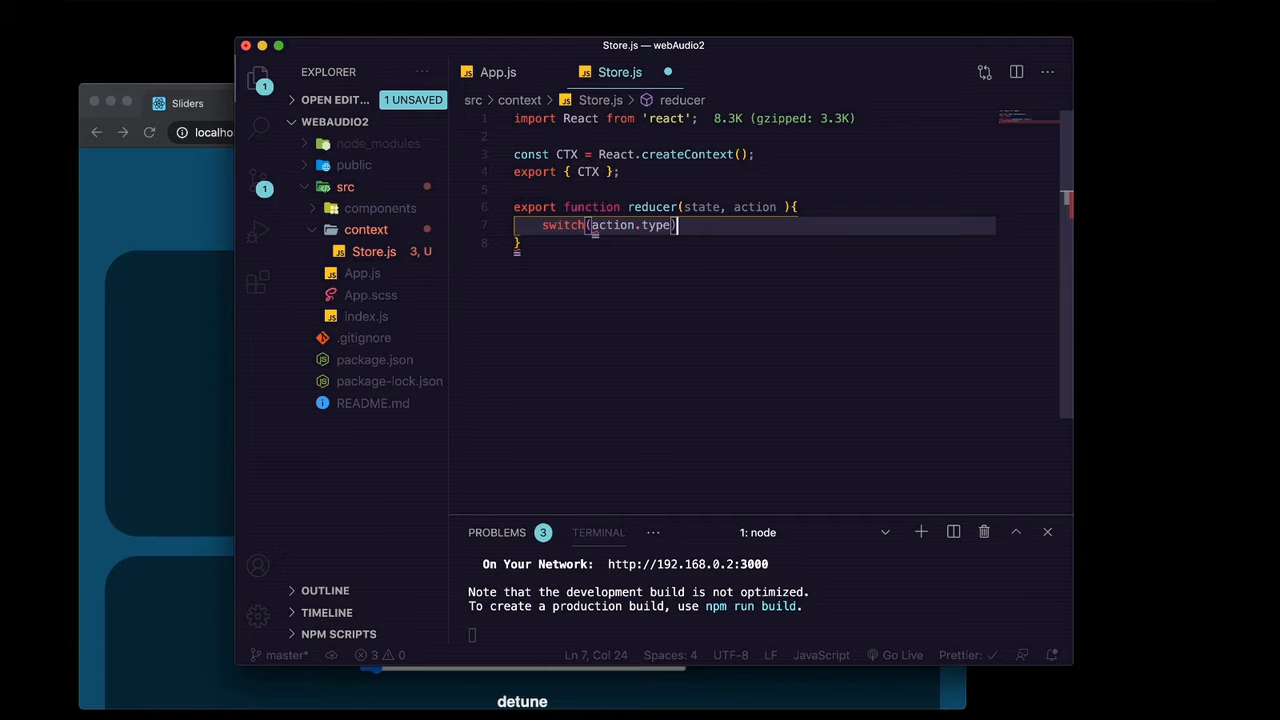 Store.js — webAudio2
Sliders
localho
EXPLORER
OPEN EDIT... 1 UNSAVED
WEBAUDIO2
node_modules
public
src
components
context
Store.js 3, U
App.js
App.scss
index.js
.gitignore
package.json
package-lock.json
README.md
OUTLINE
TIMELINE
NPM SCRIPTS
1
1
App.js Store.js
src > context > Store.js > reducer
1 import React from 'react'; 8.3K (gzipped: 3.3K)
2
3 const CTX = React.createContext();
4 export { CTX };
5
6 export function reducer(state, action ){
7 switch(action.type)
8 }
PROBLEMS 3 TERMINAL ... 1: node
On Your Network: http://192.168.0.2:3000
Note that the development build is not optimized.
To create a production build, use npm run build.
master* 3 0 Ln 7, Col 24 Spaces: 4 UTF-8 LF JavaScript Go Live Prettier: ✓
detune